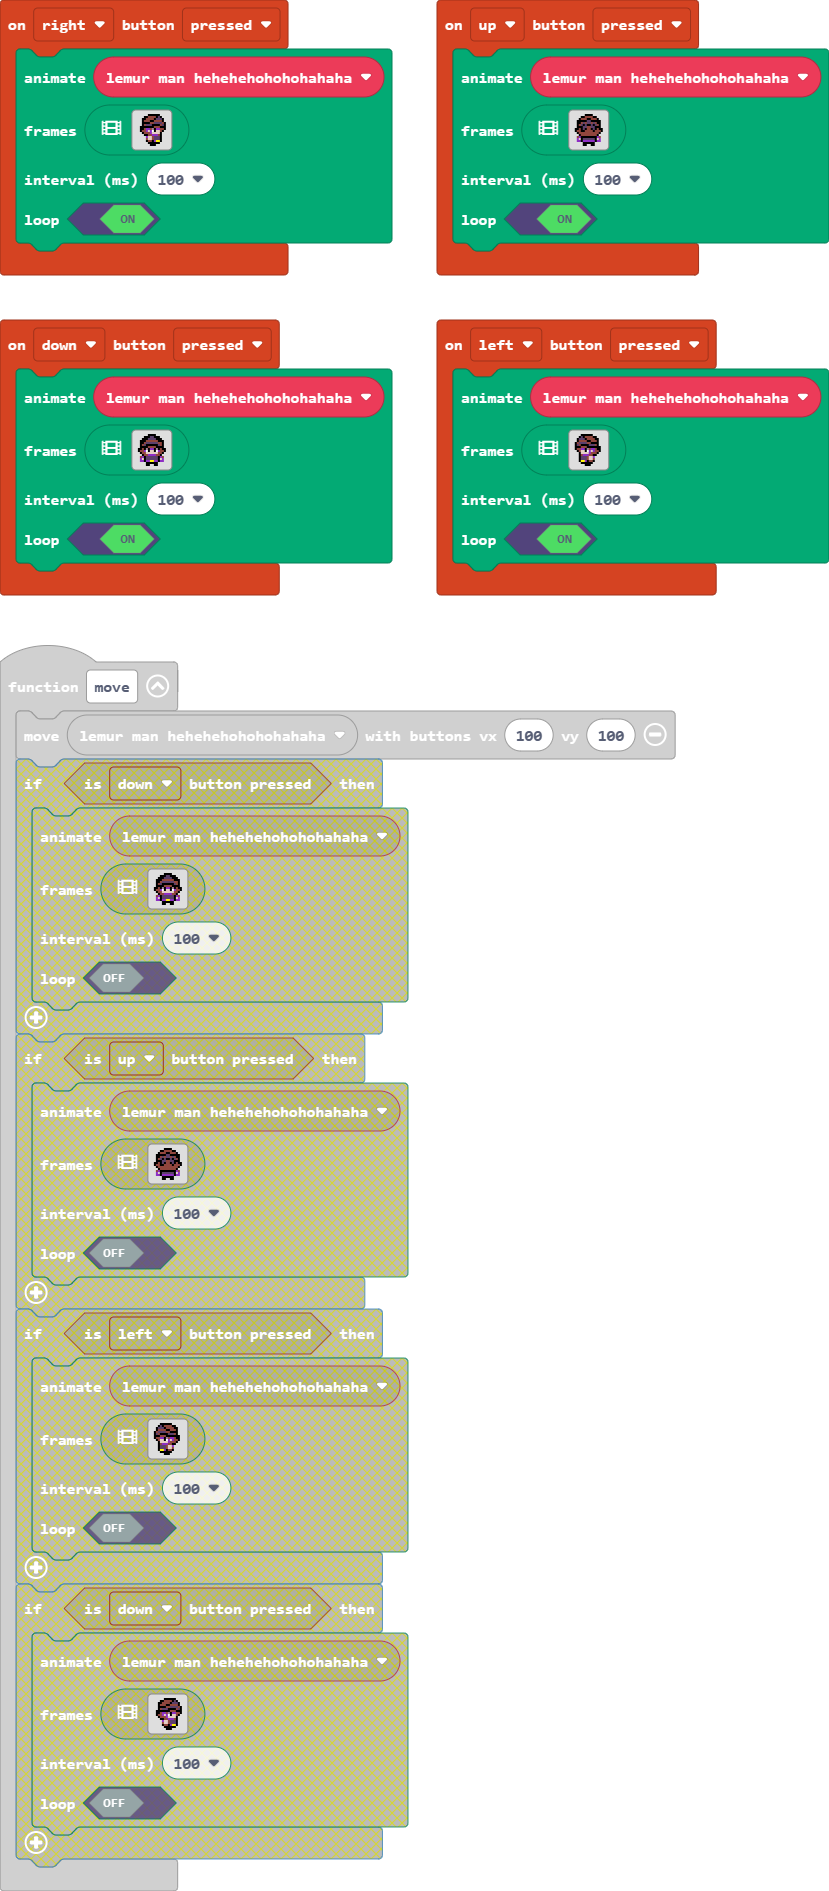 on right button pressed
animate lemur man hehehehohohohahaha
frames
interval (ms) 100
loop ON
on up button pressed
animate lemur man hehehehohohohahaha
frames
interval (ms) 100
loop ON
on down button pressed
animate lemur man hehehehohohohahaha
frames
interval (ms) 100
loop ON
on left button pressed
animate lemur man hehehehohohohahaha
frames
interval (ms) 100
loop ON
function move
move lemur man hehehehohohohahaha with buttons vx 100 vy 100
if is down button pressed then
animate lemur man hehehehohohohahaha
frames
interval (ms) 100
loop OFF
if is up button pressed then
animate lemur man hehehehohohohahaha
frames
interval (ms) 100
loop OFF
if is left button pressed then
animate lemur man hehehehohohohahaha
frames
interval (ms) 100
loop OFF
if is down button pressed then
animate lemur man hehehehohohohahaha
frames
interval (ms) 100
loop OFF